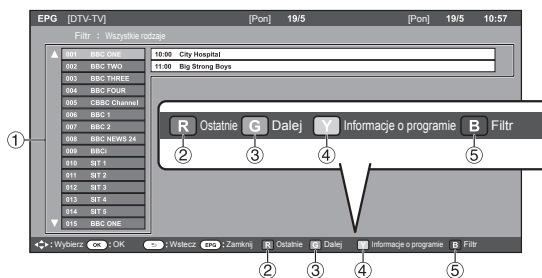 EPG [DTV-TV] [Pon] 19/5 [Pon] 19/5 10:57
Filtr : Wszystkie rodzaje
001 BBC ONE 10:00 City Hospital
002 BBC TWO 11:00 Big Strong Boys
003 BBC THREE
004 BBC FOUR
005 CBBC Channel
006 BBC 1
007 BBC 2
008 BBC NEWS 24
009 BBCi
010 SIT 1
011 SIT 2
012 SIT 3
013 SIT 4
014 SIT 5
015 BBC ONE
①
R Ostatnie G Dalej Y Informacje o programie B Filtr
② ③ ④ ⑤
: Wybierz OK : OK : Wstecz EPG : Zamknij R Ostatnie G Dalej Y Informacje o programie B Filtr
② ③ ④ ⑤